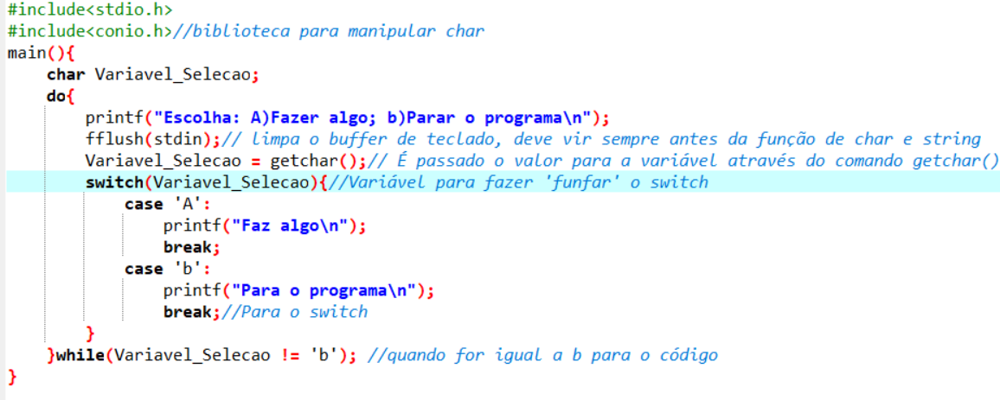 #include<stdio.h>
#include<conio.h>//biblioteca para manipular char
main(){
    char Variavel_Selecao;
    do{
        printf("Escolha: A)Fazer algo; b)Parar o programa\n");
        fflush(stdin);// limpa o buffer de teclado, deve vir sempre antes da função de char e string
        Variavel_Selecao = getchar();// É passado o valor para a variável através do comando getchar()
        switch(Variavel_Selecao){//Variável para fazer 'funfar' o switch
            case 'A':
                printf("Faz algo\n");
                break;
            case 'b':
                printf("Para o programa\n");
                break;//Para o switch
        }
    }while(Variavel_Selecao != 'b'); //quando for igual a b para o código
}